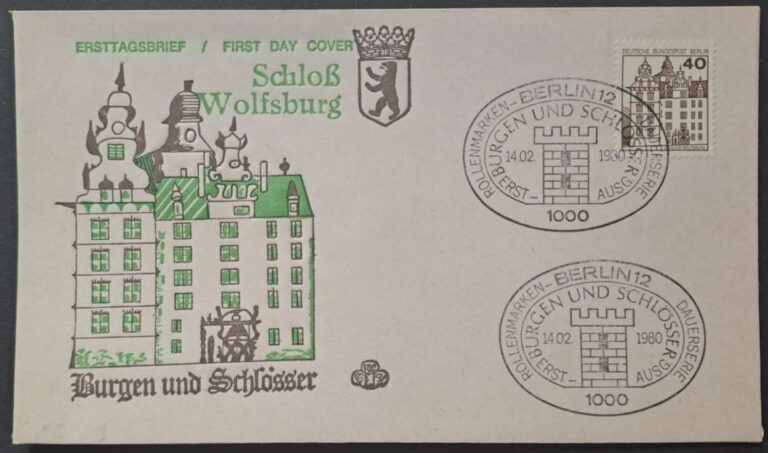 ERSTTAGSBRIEF / FIRST DAY COVER
Schloß
Wolfsburg
Burgen und Schlösser
DEUTSCHE BUNDESPOST BERLIN
40
ROLLENMARKEN-BERLIN 12 DAUERSERIE
BURGEN UND SCHLÖSSER
14.02. 1980
ERST- AUSG
1000
ROLLENMARKEN-BERLIN 12 DAUERSERIE
BURGEN UND SCHLÖSSER
14.02. 1980
ERST- AUSG
1000